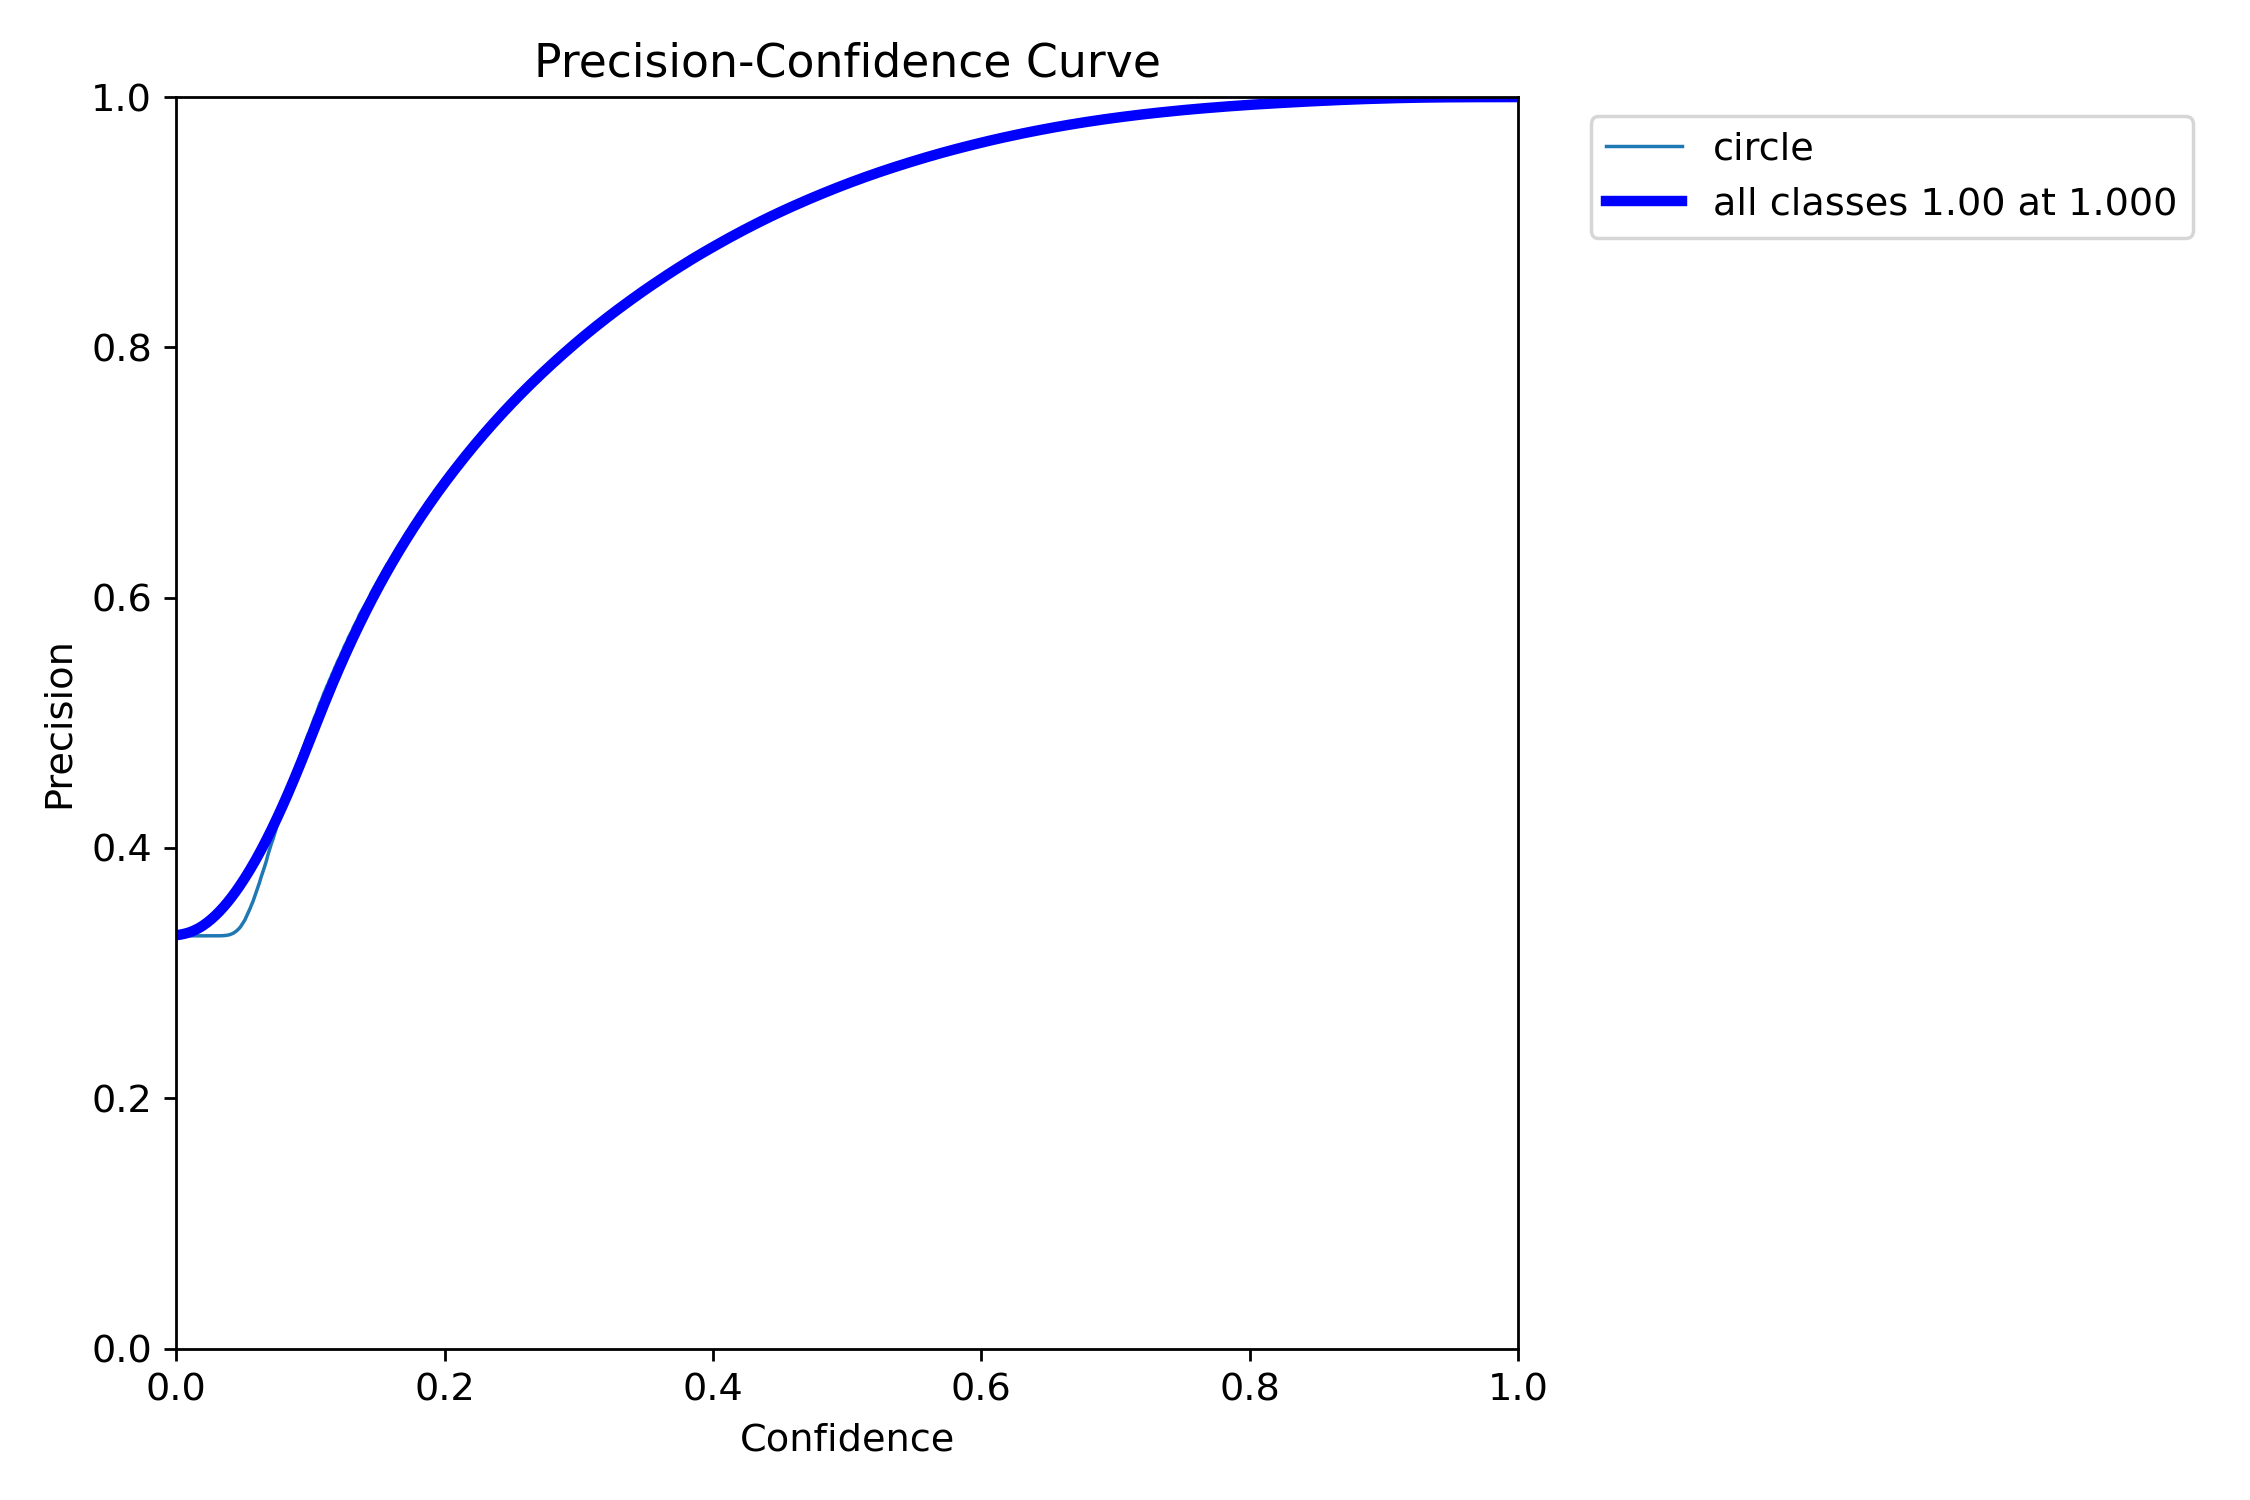 Precision-Confidence Curve
1.0
0.8
0.6
0.4
0.2
0.0
Precision
0.0 0.2 0.4 0.6 0.8 1.0
Confidence
circle
all classes 1.00 at 1.000